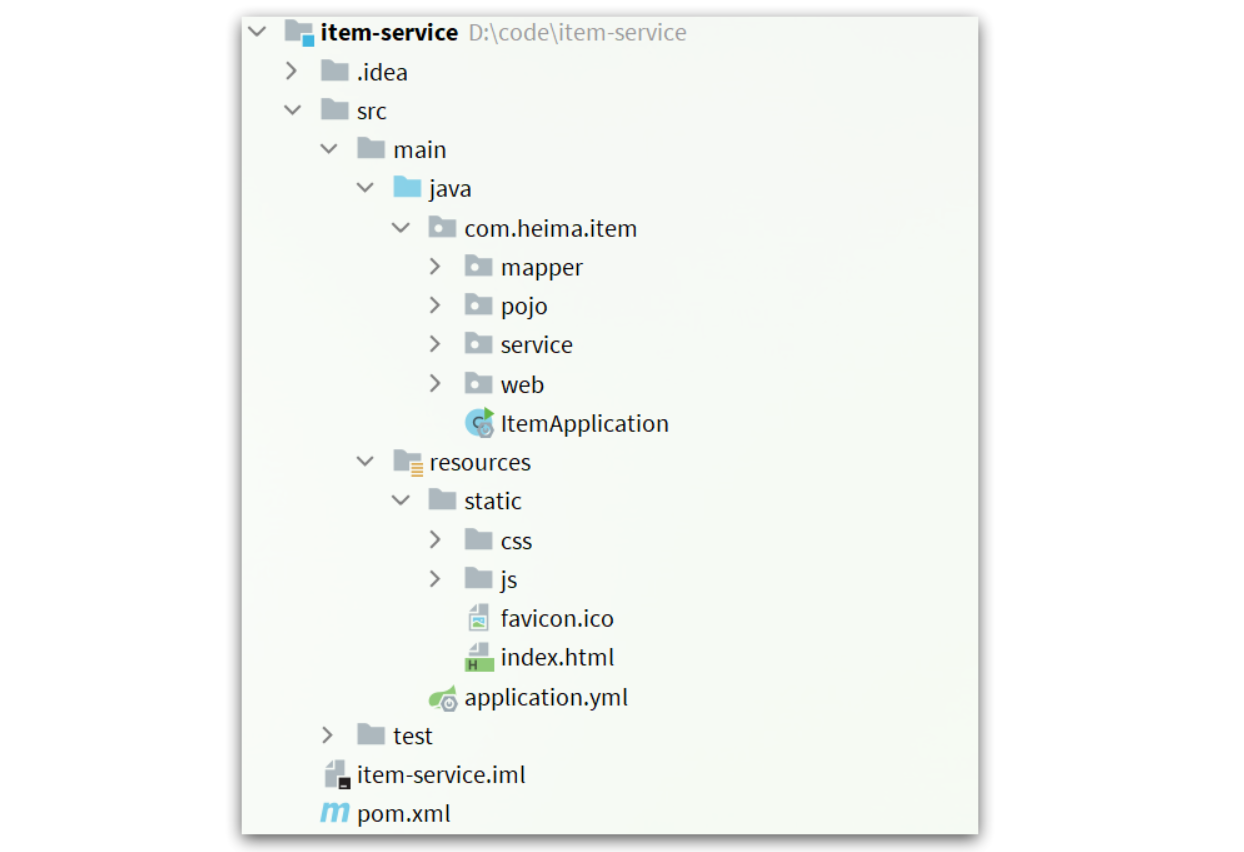 item-service D:\code\item-service
.idea
src
main
java
com.heima.item
mapper
pojo
service
web
ItemApplication
resources
static
css
js
favicon.ico
index.html
application.yml
test
item-service.iml
pom.xml